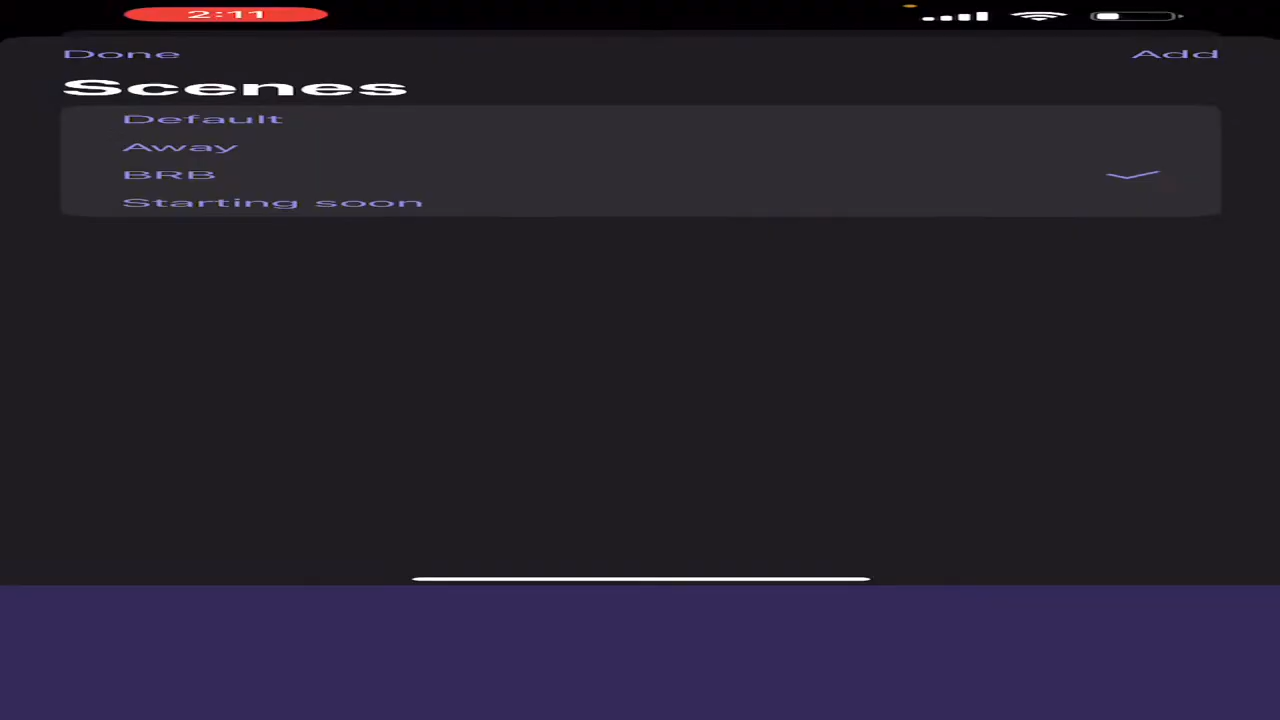 2:11
Done Add
Scenes
Default
Away
BRB
Starting soon